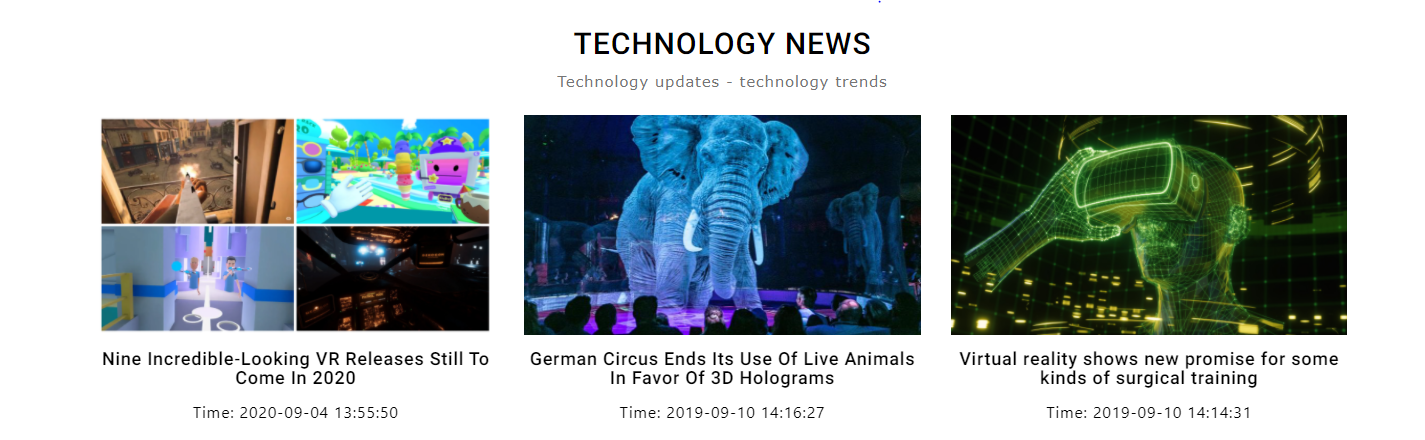 TECHNOLOGY NEWS
Technology updates - technology trends
Nine Incredible-Looking VR Releases Still To
Come In 2020
Time: 2020-09-04 13:55:50
German Circus Ends Its Use Of Live Animals
In Favor Of 3D Holograms
Time: 2019-09-10 14:16:27
Virtual reality shows new promise for some
kinds of surgical training
Time: 2019-09-10 14:14:31